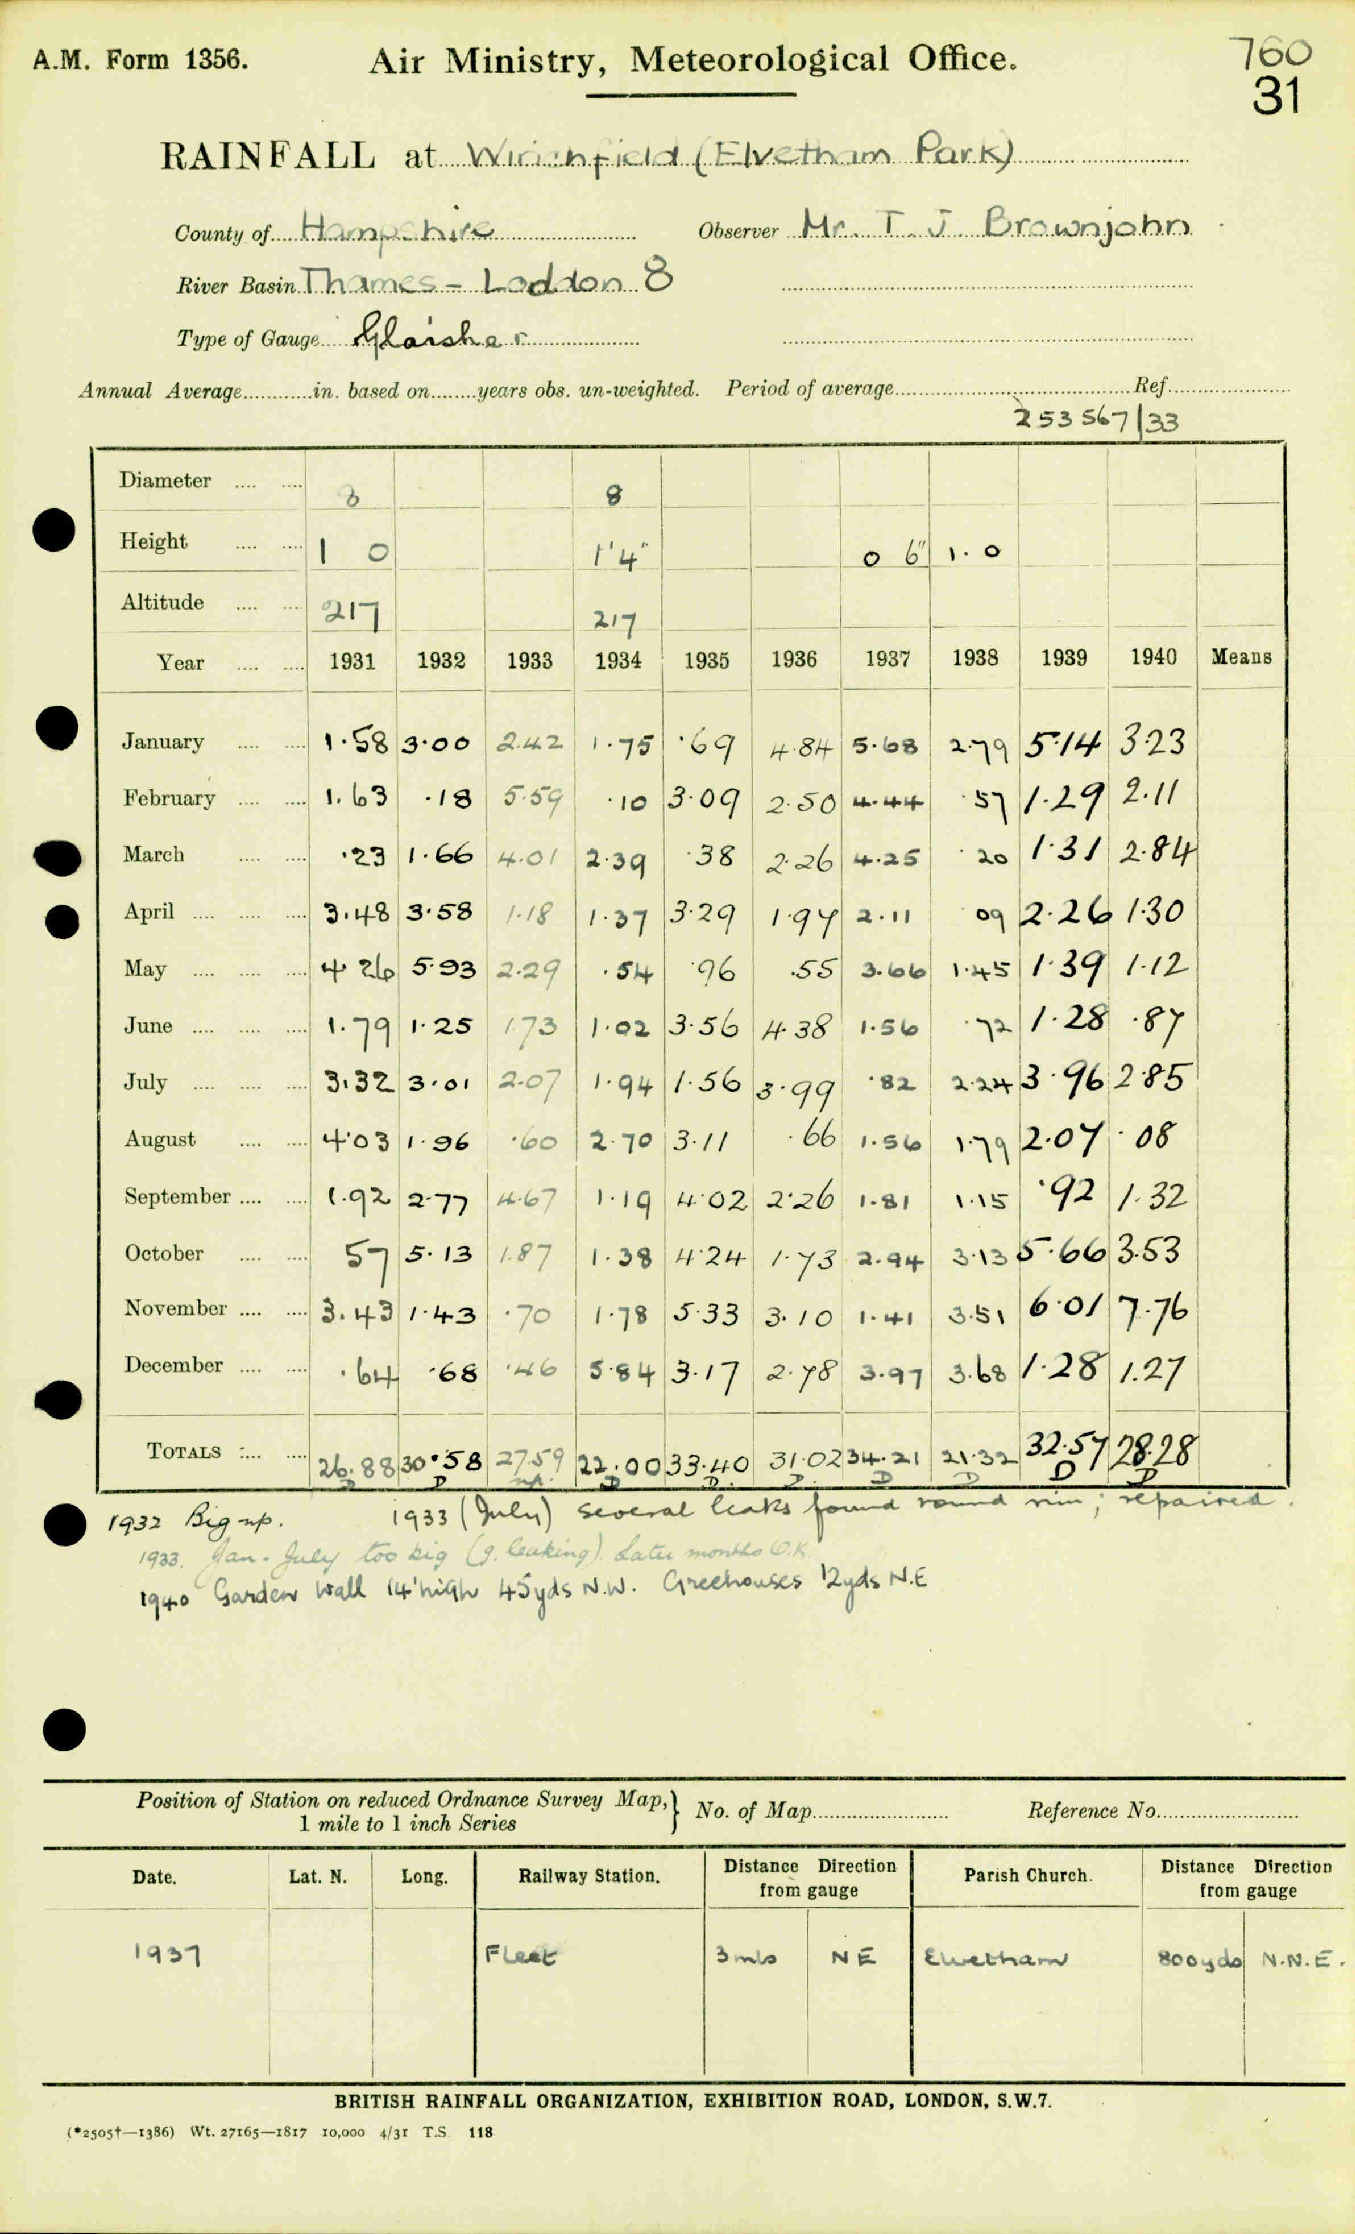 A.M. Form 1356. Air Ministry, Meteorological Office. 760
31
RAINFALL at Winchfield (Elvetham Park)
County of Hampshire Observer Mr. T. J. Brownjohn
River Basin Thames - Loddon 8
Type of Gauge Glaisher
Annual Average in. based on years obs. un-weighted. Period of average Ref.
253567/33
Diameter 8 8
Height 1 0 1'4" 0 6" 1.0
Altitude 217 217
Year 1931 1932 1933 1934 1935 1936 1937 1938 1939 1940 Means
January 1.58 3.00 2.42 1.75 .69 4.84 5.68 2.79 5.14 3.23
February 1.63 .18 5.59 .10 3.09 2.50 4.44 .57 1.29 2.11
March .23 1.66 4.01 2.39 .38 2.26 4.25 .20 1.31 2.84
April 3.48 3.58 1.18 1.37 3.29 1.97 2.11 09 2.26 1.30
May 4 26 5.93 2.29 .54 .96 .55 3.66 1.45 1.39 1.12
June 1.79 1.25 1.73 1.02 3.56 4.38 1.56 .72 1.28 .87
July 3.32 3.01 2.07 1.94 1.56 3.99 .82 2.24 3.96 2.85
August 4.03 1.96 .60 2.70 3.11 .66 1.56 1.79 2.07 .08
September 1.92 2.77 4.67 1.19 4.02 2.26 1.81 1.15 .92 1.32
October 57 5.13 1.87 1.38 4.24 1.73 2.94 3.13 5.66 3.53
November 3.43 1.43 .70 1.78 5.33 3.10 1.41 3.51 6.01 7.76
December .64 .68 .46 5.84 3.17 2.78 3.97 3.68 1.28 1.27
TOTALS 26.88 30.58 27.59 22.00 33.40 31.02 34.21 21.32 32.57 28.28
D D np. D D. D. D D D D
1932 Big np. 1933 (July) several leaks found round rim; repaired.
1933. Jan-July too big (g. leaking). Later months O.K.
1940 Garden Wall 14' high 45yds N.W. Greehouses 12yds N.E
Position of Station on reduced Ordnance Survey Map,} No. of Map Reference No.
1 mile to 1 inch Series
Date. Lat. N. Long. Railway Station. Distance Direction from gauge Parish Church. Distance Direction from gauge
1937 Fleet 3 mls NE Elvetham 800yds N.N.E.
BRITISH RAINFALL ORGANIZATION, EXHIBITION ROAD, LONDON, S.W.7.
(*2505†—1386) Wt. 27165—1817 10,000 4/31 T.S. 118